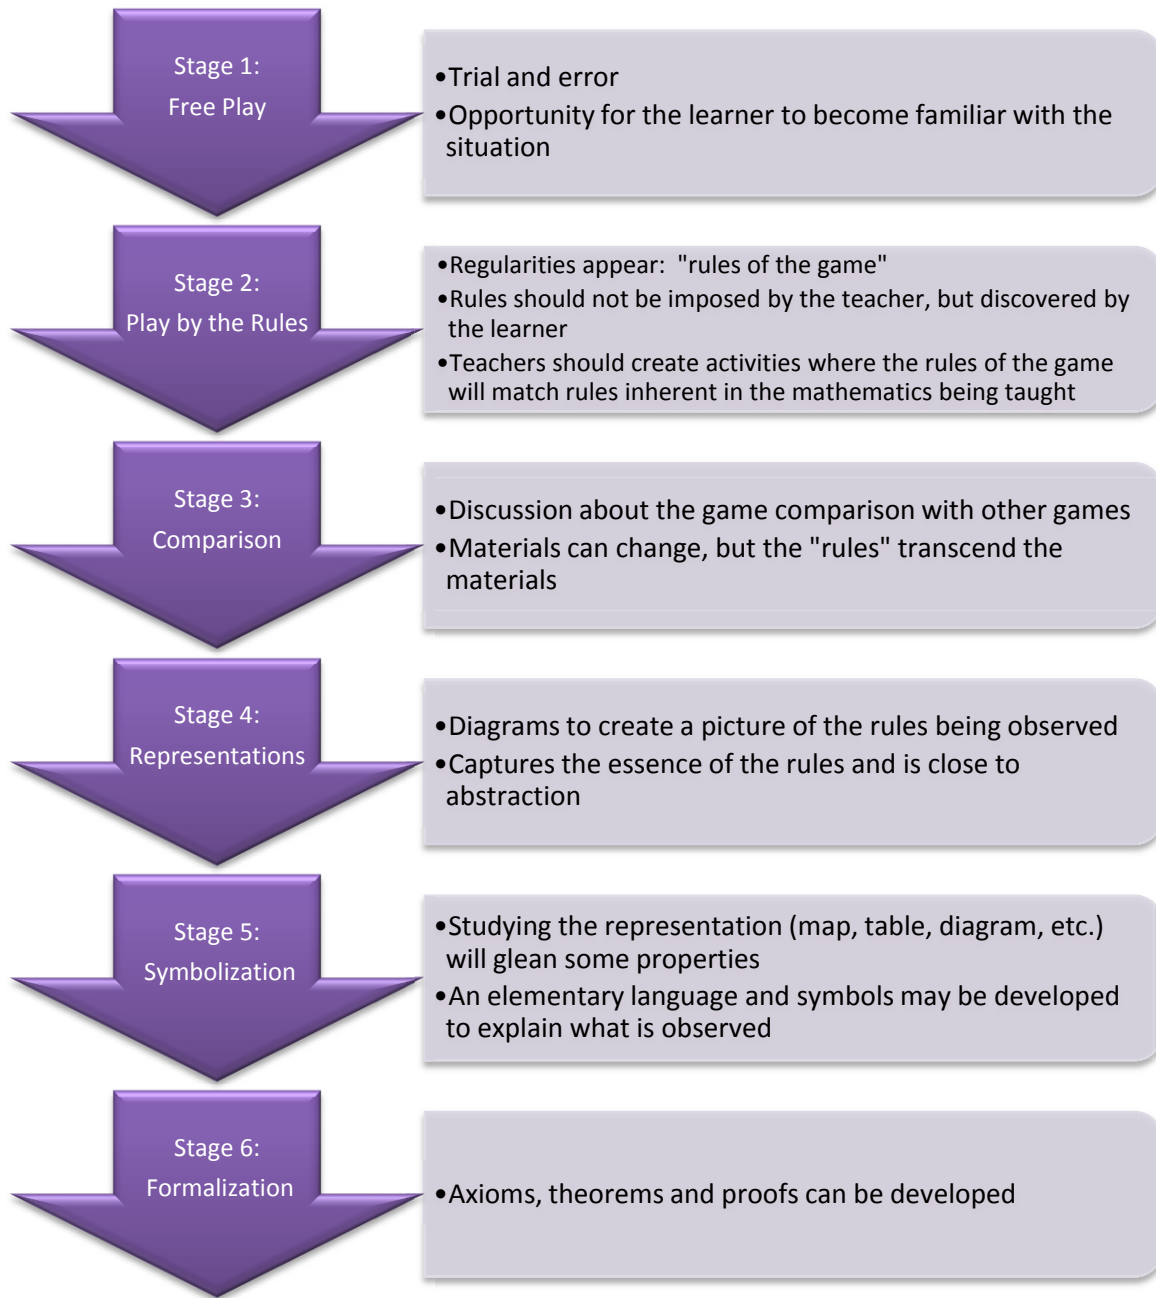 Stage 1:
Free Play
•Trial and error
•Opportunity for the learner to become familiar with the
situation
Stage 2:
Play by the Rules
•Regularities appear:  "rules of the game"
•Rules should not be imposed by the teacher, but discovered by
the learner
•Teachers should create activities where the rules of the game
will match rules inherent in the mathematics being taught
Stage 3:
Comparison
•Discussion about the game comparison with other games
•Materials can change, but the "rules" transcend the
materials
Stage 4:
Representations
•Diagrams to create a picture of the rules being observed
•Captures the essence of the rules and is close to
abstraction
Stage 5:
Symbolization
•Studying the representation (map, table, diagram, etc.)
will glean some properties
•An elementary language and symbols may be developed
to explain what is observed
Stage 6:
Formalization
•Axioms, theorems and proofs can be developed